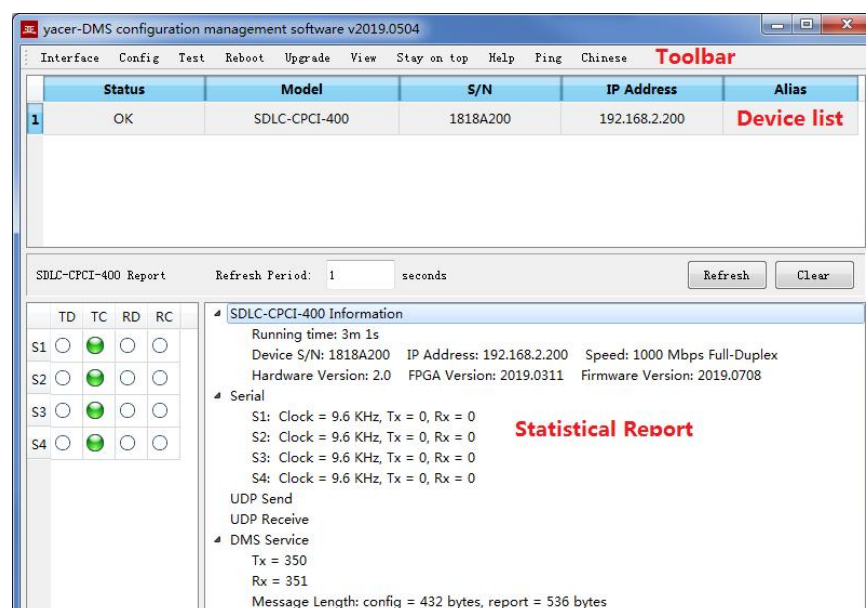 yacer-DMS configuration management software v2019.0504
Interface Config Test Reboot Upgrade View Stay on top Help Ping Chinese Toolbar
Status Model S/N IP Address Alias
1 OK SDLC-CPCI-400 1818A200 192.168.2.200 Device list
SDLC-CPCI-400 Report Refresh Period: 1 seconds Refresh Clear
TD TC RD RC
S1
S2
S3
S4
SDLC-CPCI-400 Information
Running time: 3m 1s
Device S/N: 1818A200 IP Address: 192.168.2.200 Speed: 1000 Mbps Full-Duplex
Hardware Version: 2.0 FPGA Version: 2019.0311 Firmware Version: 2019.0708
Serial
S1: Clock = 9.6 KHz, Tx = 0, Rx = 0
S2: Clock = 9.6 KHz, Tx = 0, Rx = 0
Statistical Report
S3: Clock = 9.6 KHz, Tx = 0, Rx = 0
S4: Clock = 9.6 KHz, Tx = 0, Rx = 0
UDP Send
UDP Receive
DMS Service
Tx = 350
Rx = 351
Message Length: config = 432 bytes, report = 536 bytes